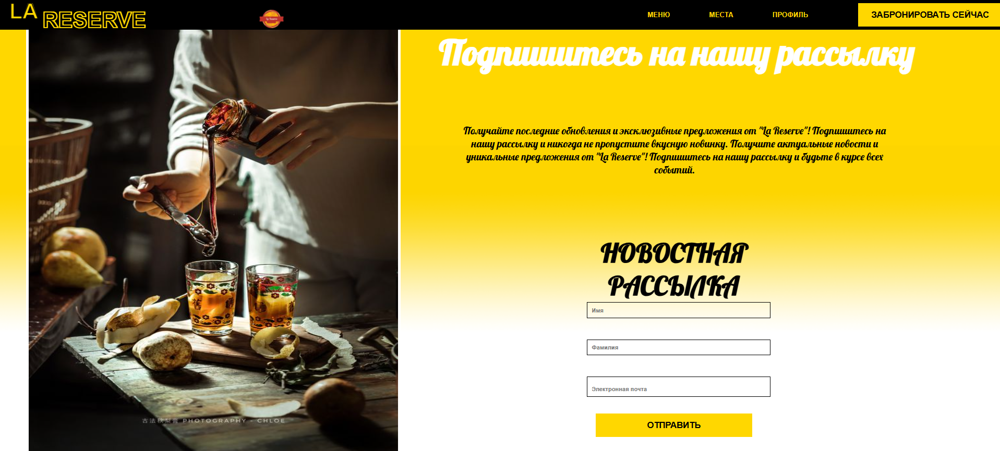 LA RESERVE
La Reserve
МЕНЮ
МЕСТА
ПРОФИЛЬ
ЗАБРОНИРОВАТЬ СЕЙЧАС
Подпишитесь на нашу рассылку
Получайте последние обновления и эксклюзивные предложения от "La Reserve"! Подпишитесь на
нашу рассылку и никогда не пропустите вкусную новинку. Получите актуальные новости и
уникальные предложения от "La Reserve"! Подпишитесь на нашу рассылку и будьте в курсе всех
событий.
НОВОСТНАЯ
РАССЫЛКА
Имя
Фамилия
Электронная почта
ОТПРАВИТЬ
古法秋梨膏 PHOTOGRAPHY - CHLOE